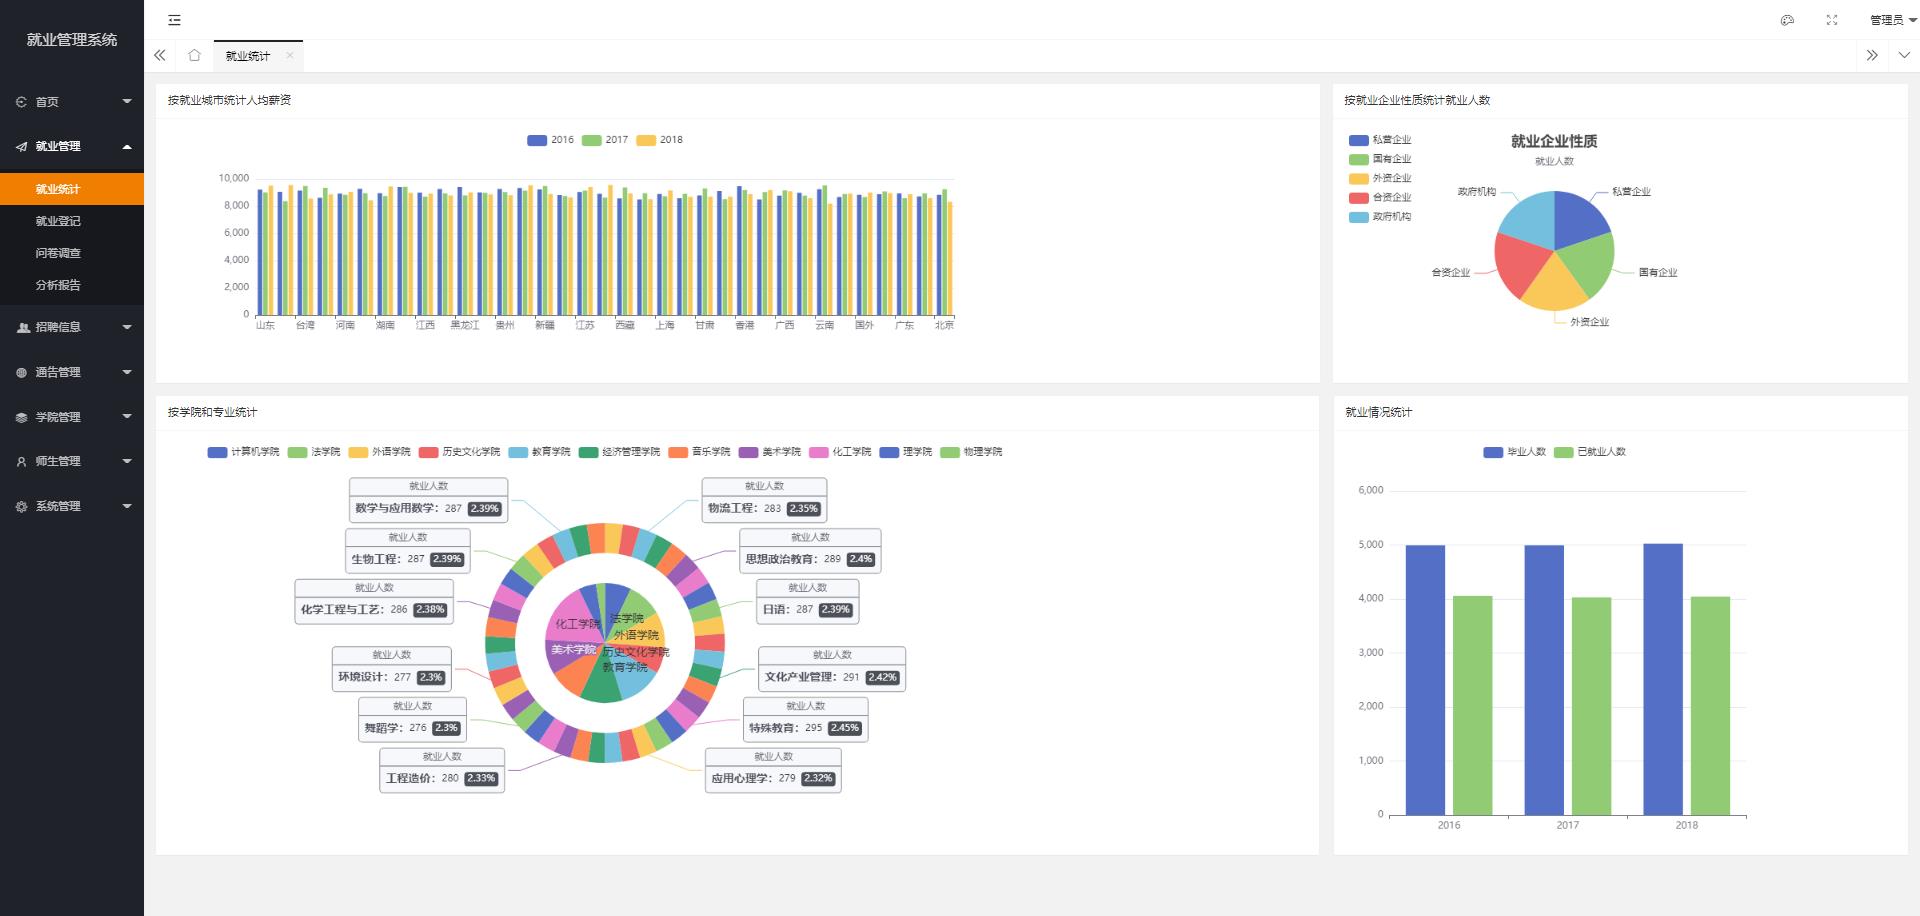 就业管理系统
首页
就业管理
就业统计
就业登记
问卷调查
分析报告
招聘信息
通告管理
学院管理
师生管理
系统管理
管理员
就业统计
按就业城市统计人均薪资
2016 2017 2018
10,000
8,000
6,000
4,000
2,000
0
山东 台湾 河南 湖南 江西 黑龙江 贵州 新疆 江苏 西藏 上海 甘肃 香港 广西 云南 国外 广东 北京
按就业企业性质统计就业人数
私营企业
国有企业
外资企业
合资企业
政府机构
就业企业性质
就业人数
政府机构
私营企业
合资企业
国有企业
外资企业
按学院和专业统计
计算机学院 法学院 外语学院 历史文化学院 教育学院 经济管理学院 音乐学院 美术学院 化工学院 理学院 物理学院
就业人数
数学与应用数学：287 2.39%
就业人数
物流工程：283 2.35%
就业人数
生物工程：287 2.39%
就业人数
思想政治教育：289 2.4%
就业人数
化学工程与工艺：286 2.38%
就业人数
日语：287 2.39%
法学院
化工学院
外语学院
美术学院
历史文化学院
教育学院
就业人数
环境设计：277 2.3%
就业人数
文化产业管理：291 2.42%
就业人数
舞蹈学：276 2.3%
就业人数
特殊教育：295 2.45%
就业人数
工程造价：280 2.33%
就业人数
应用心理学：279 2.32%
就业情况统计
毕业人数 已就业人数
6,000
5,000
4,000
3,000
2,000
1,000
0
2016 2017 2018